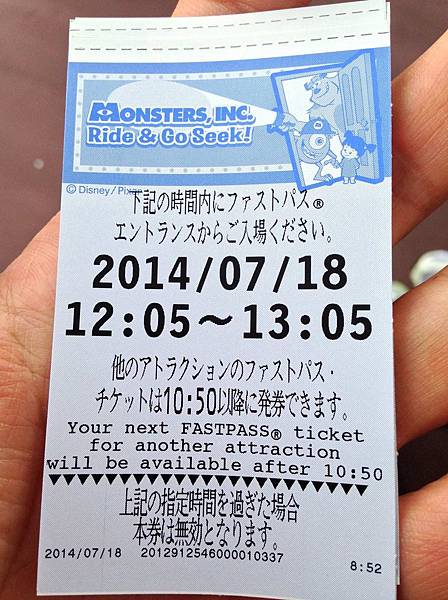 MONSTERS, INC.
Ride & Go Seek!
© Disney/Pixar
下記の時間内にファストパス®
エントランスからご入場ください。
2014/07/18
12:05～13:05
他のアトラクションのファストパス・
チケットは10:50以降に発券できます。
Your next FASTPASS® ticket
for another attraction
will be available after 10:50
▼▼▼▼▼▼▼▼▼▼▼▼▼▼▼▼▼▼▼▼▼▼▼▼▼▼
上記の指定時間を過ぎた場合
本券は無効となります。
2014/07/18 2012912546000010337 8:52